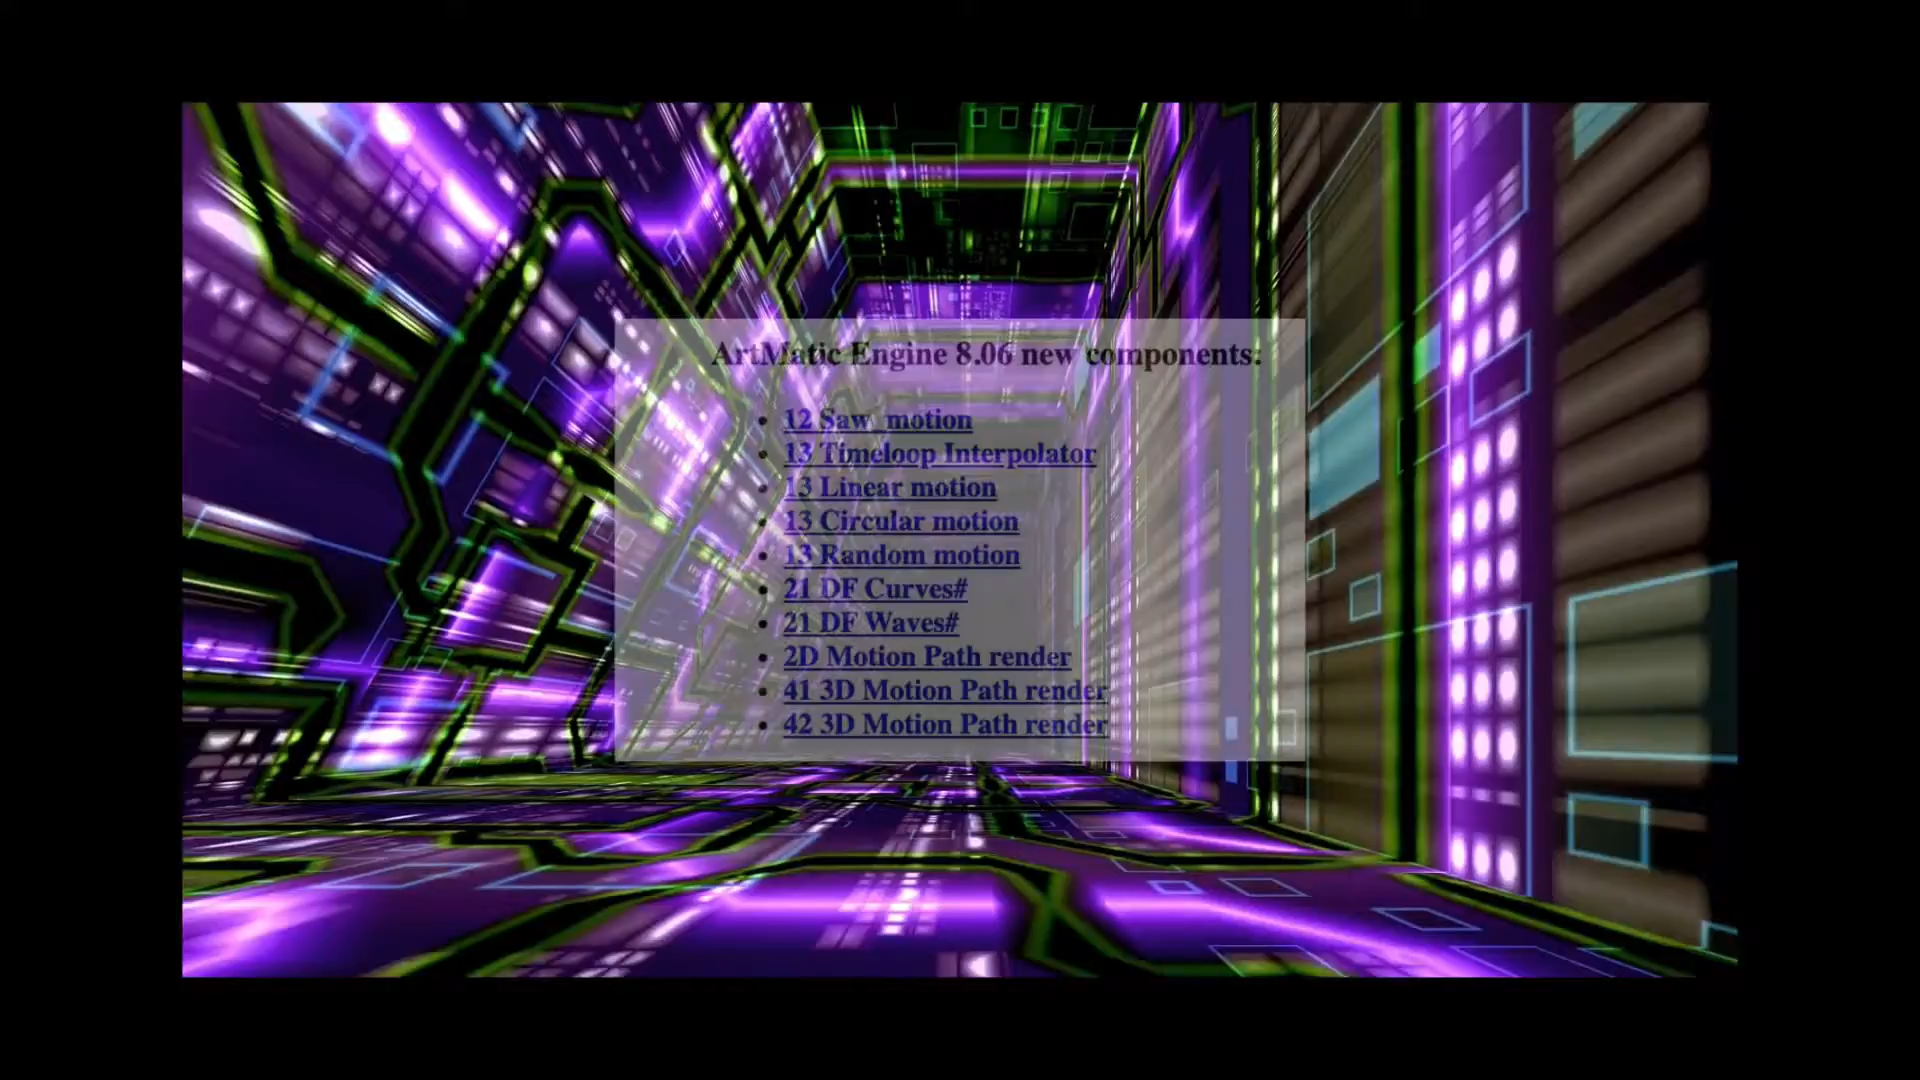 ArtMatic Engine 8.06 new components:
12 Saw_motion
13 Timeloop Interpolator
13 Linear motion
13 Circular motion
13 Random motion
21 DF Curves#
21 DF Waves#
2D Motion Path render
41 3D Motion Path render
42 3D Motion Path render